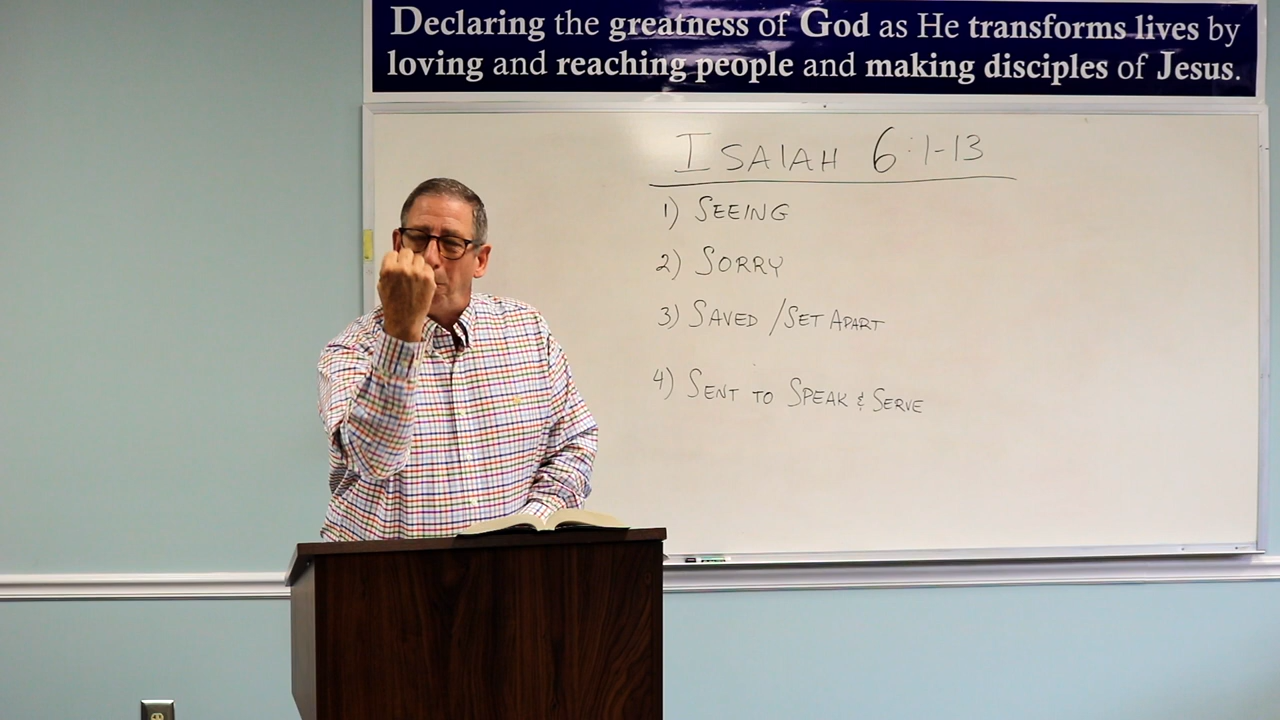 Declaring the greatness of God as He transforms lives by
loving and reaching people and making disciples of Jesus.
ISAIAH 6:1-13
1) SEEING
2) SORRY
3) SAVED / SET APART
4) SENT TO SPEAK & SERVE